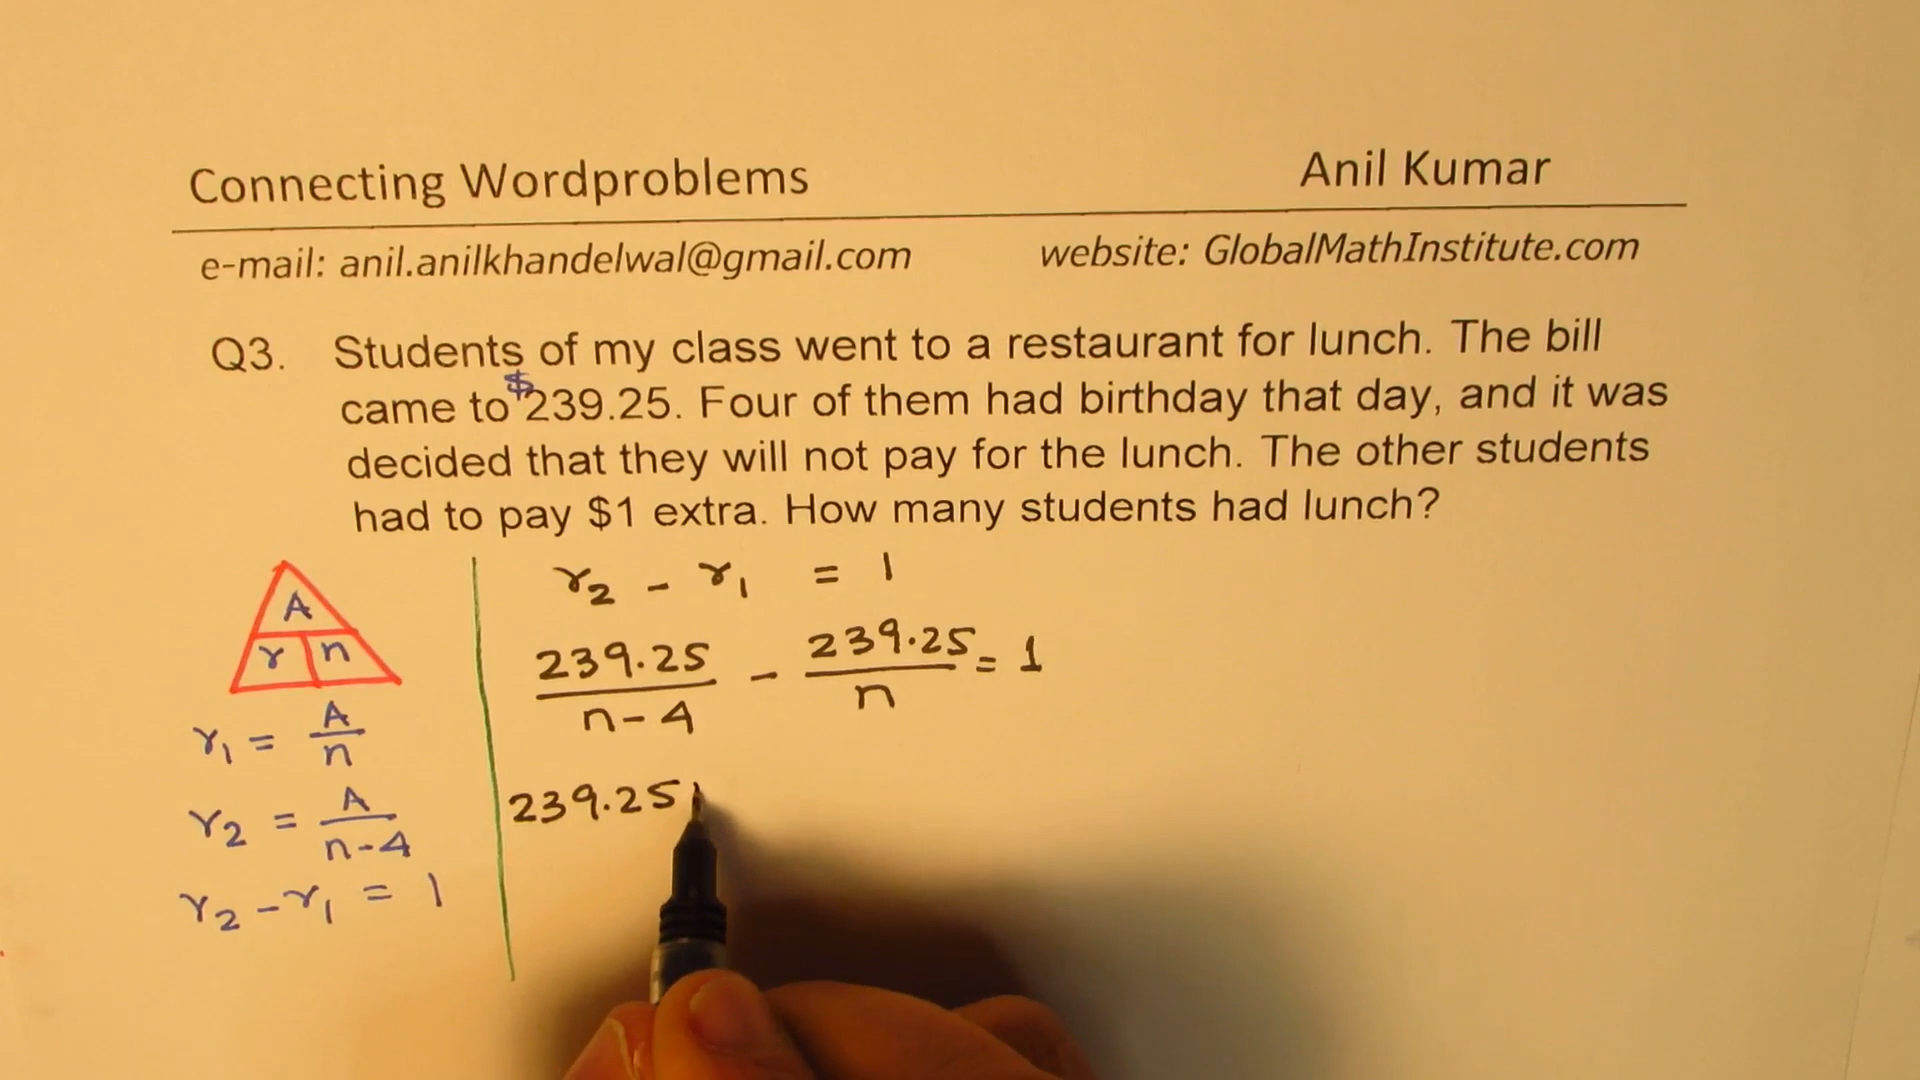 Connecting Wordproblems Anil Kumar
e-mail: anil.anilkhandelwal@gmail.com website: GlobalMathInstitute.com
Q3. Students of my class went to a restaurant for lunch. The bill
came to $239.25. Four of them had birthday that day, and it was
decided that they will not pay for the lunch. The other students
had to pay $1 extra. How many students had lunch?
A
r n
r₁ = A/n
r₂ = A/(n-4)
r₂ - r₁ = 1
r₂ - r₁ = 1
239.25/(n-4) - 239.25/n = 1
239.25